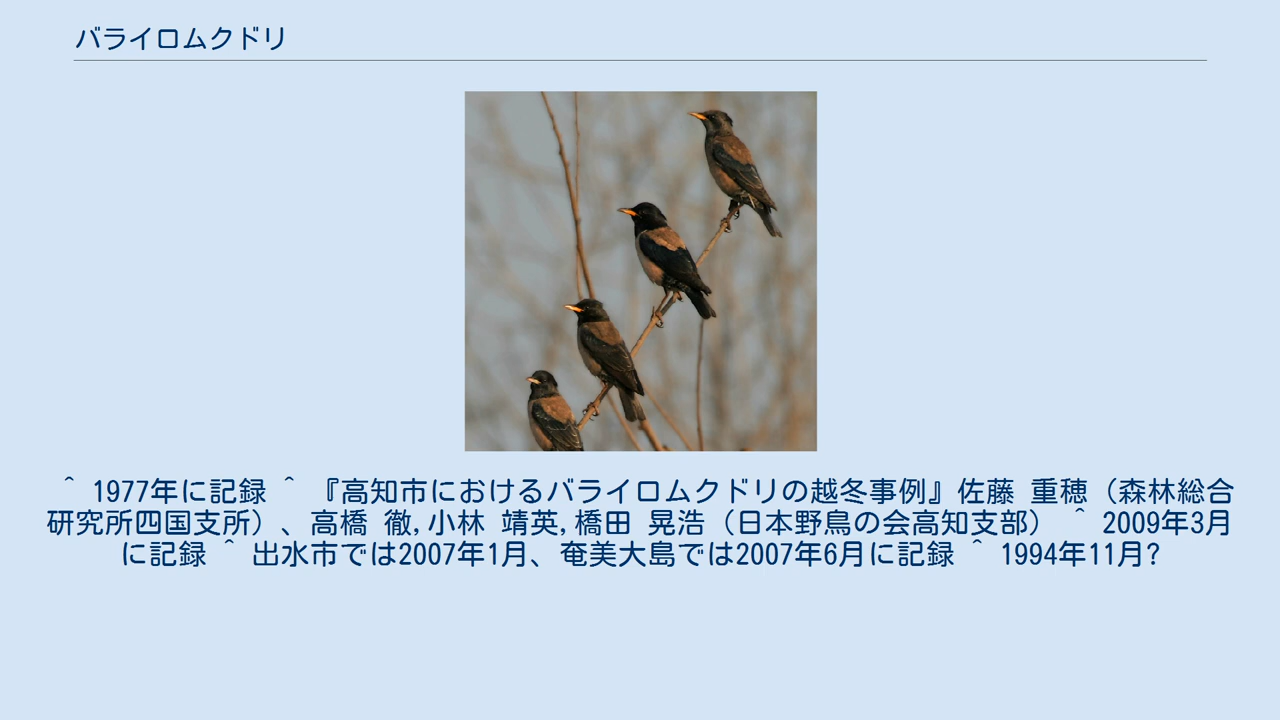 バライロムクドリ
^ 1977年に記録 ^ 『高知市におけるバライロムクドリの越冬事例』佐藤 重穂（森林総合
研究所四国支所）、高橋 徹,小林 靖英,橋田 晃浩（日本野鳥の会高知支部） ^ 2009年3月
に記録 ^ 出水市では2007年1月、奄美大島では2007年6月に記録 ^ 1994年11月?